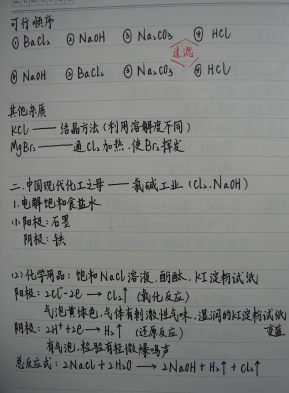 可行顺序
① BaCl₂ ② NaOH ③ Na₂CO₃ ④ HCl
过滤
① NaOH ② BaCl₂ ③ Na₂CO₃ ④ HCl
其他杂质
KCl —— 结晶方法(利用溶解度不同)
MgBr₂ —— 通Cl₂加热,使Br₂挥发
二.中国现代化工之母 —— 氯碱工业(Cl₂、NaOH)
1.电解饱和食盐水
(1)阳极:石墨
阴极:铁
(2)化学用品:饱和NaCl溶液、酚酞、KI淀粉试纸
阳极:2Cl⁻-2e → Cl₂↑(氧化反应)
气泡黄绿色,气体有刺激性气味,湿润的KI淀粉试纸
变蓝
阴极:2H⁺+2e → H₂↑(还原反应)
有气泡,检验有轻微爆鸣声
总反应式:2NaCl+2H₂O → 2NaOH+H₂↑+Cl₂↑